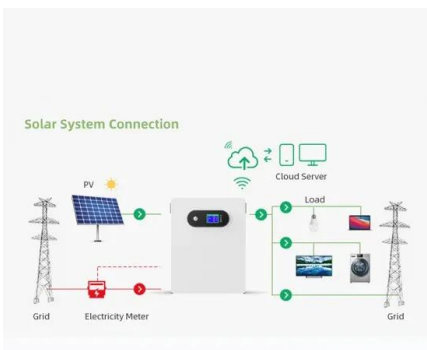 Solar System Connection
Cloud Server
PV
Load
Grid
Electricity Meter
Grid